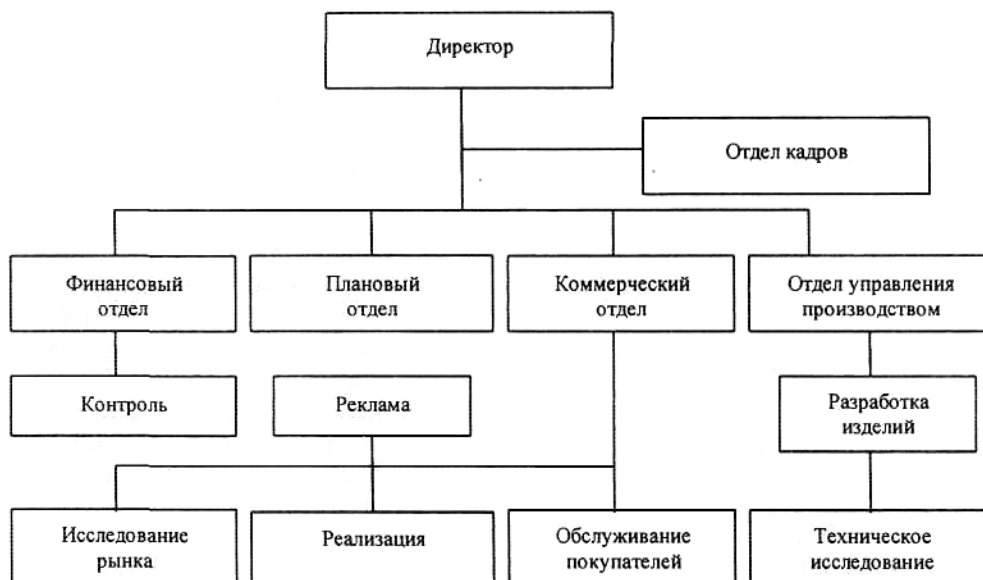 Директор
Отдел кадров
Финансовый
отдел
Плановый
отдел
Коммерческий
отдел
Отдел управления
производством
Контроль
Реклама
Разработка
изделий
Исследование
рынка
Реализация
Обслуживание
покупателей
Техническое
исследование